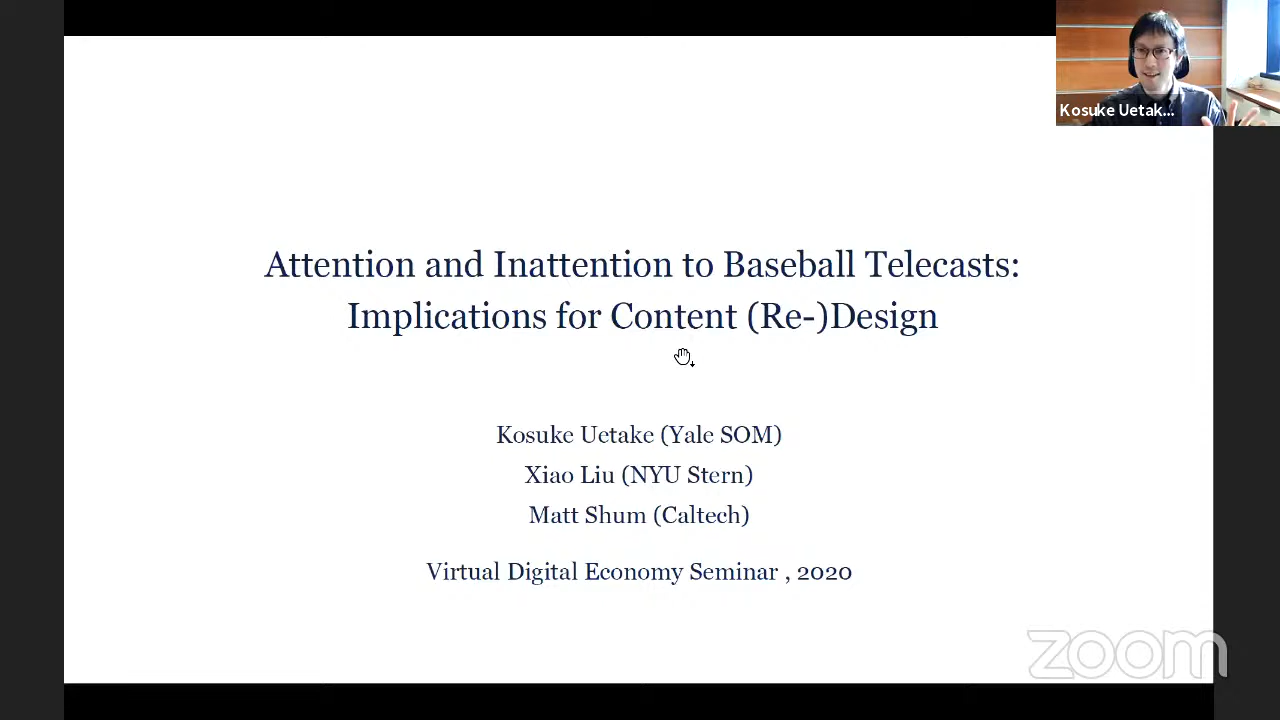 Kosuke Uetak...
Attention and Inattention to Baseball Telecasts:
Implications for Content (Re-)Design
Kosuke Uetake (Yale SOM)
Xiao Liu (NYU Stern)
Matt Shum (Caltech)
Virtual Digital Economy Seminar , 2020
zoom